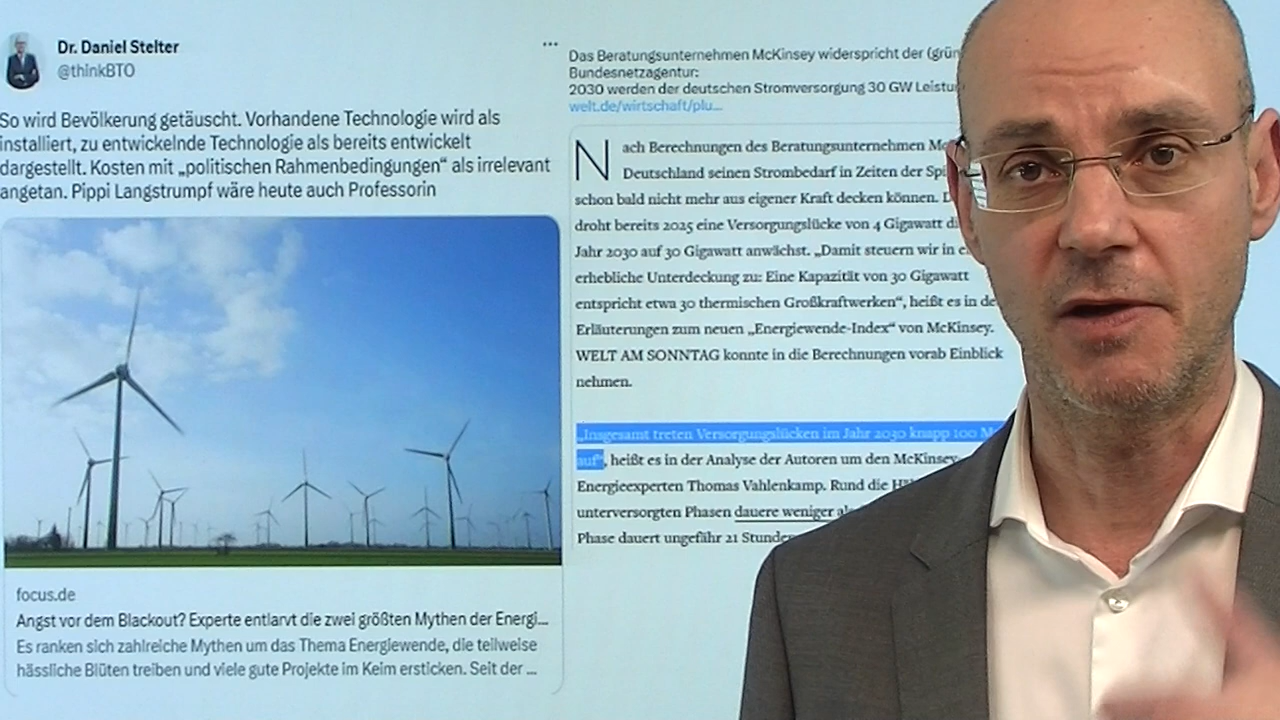 Dr. Daniel Stelter
@thinkBTO
So wird Bevölkerung getäuscht. Vorhandene Technologie wird als
installiert, zu entwickelnde Technologie als bereits entwickelt
dargestellt. Kosten mit „politischen Rahmenbedingungen" als irrelevant
angetan. Pippi Langstrumpf wäre heute auch Professorin
focus.de
Angst vor dem Blackout? Experte entlarvt die zwei größten Mythen der Energi...
Es ranken sich zahlreiche Mythen um das Thema Energiewende, die teilweise
hässliche Blüten treiben und viele gute Projekte im Keim ersticken. Seit der ...
Das Beratungsunternehmen McKinsey widerspricht der (grün
Bundesnetzagentur:
2030 werden der deutschen Stromversorgung 30 GW Leistu
welt.de/wirtschaft/plu...
Nach Berechnungen des Beratungsunternehmen Mc
Deutschland seinen Strombedarf in Zeiten der Spi
schon bald nicht mehr aus eigener Kraft decken können. D
droht bereits 2025 eine Versorgungslücke von 4 Gigawatt di
Jahr 2030 auf 30 Gigawatt anwächst. „Damit steuern wir in e
erhebliche Unterdeckung zu: Eine Kapazität von 30 Gigawatt
entspricht etwa 30 thermischen Großkraftwerken", heißt es in de
Erläuterungen zum neuen „Energiewende-Index" von McKinsey.
WELT AM SONNTAG konnte in die Berechnungen vorab Einblick
nehmen.
„Insgesamt treten Versorgungslücken im Jahr 2030 knapp 100 M
auf", heißt es in der Analyse der Autoren um den McKinsey-
Energieexperten Thomas Vahlenkamp. Rund die Hä
unterversorgten Phasen dauere weniger als
Phase dauert ungefähr 21 Stunde